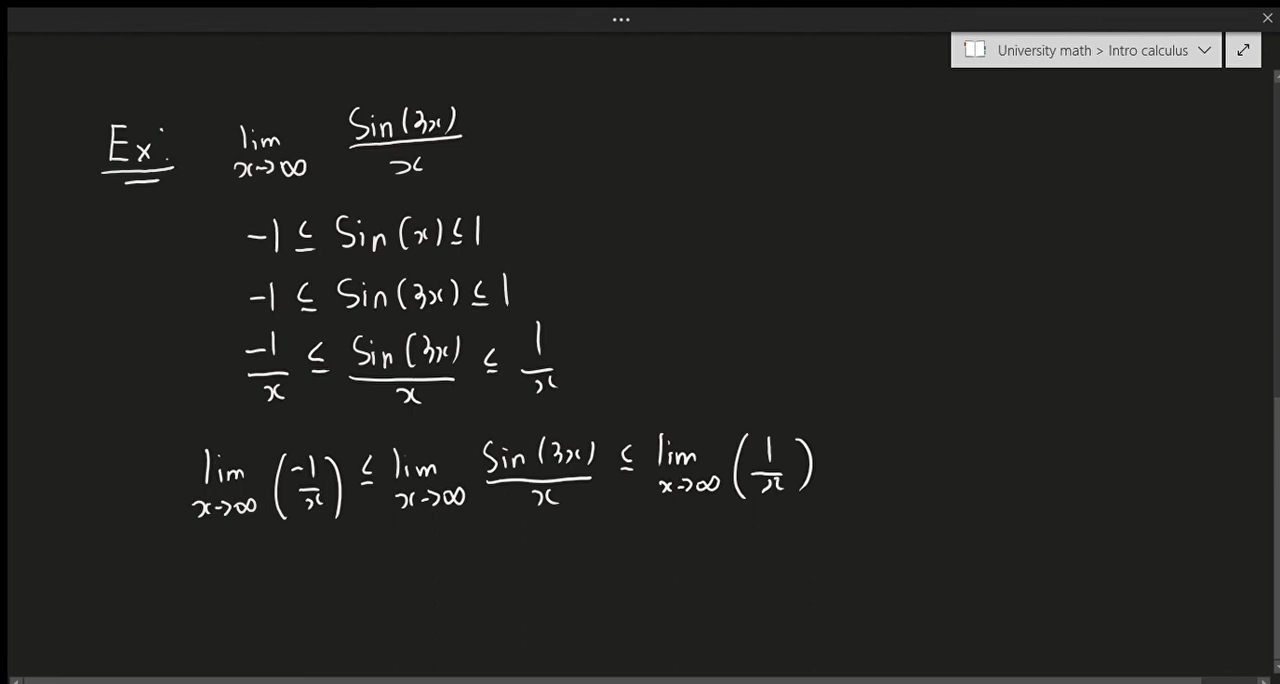 ...
×
University math > Intro calculus
Ex: lim x→∞ Sin(3x)/x
-1 ≤ Sin(x) ≤ 1
-1 ≤ Sin(3x) ≤ 1
-1/x ≤ Sin(3x)/x ≤ 1/x
lim x→∞ (-1/x) ≤ lim x→∞ Sin(3x)/x ≤ lim x→∞ (1/x)